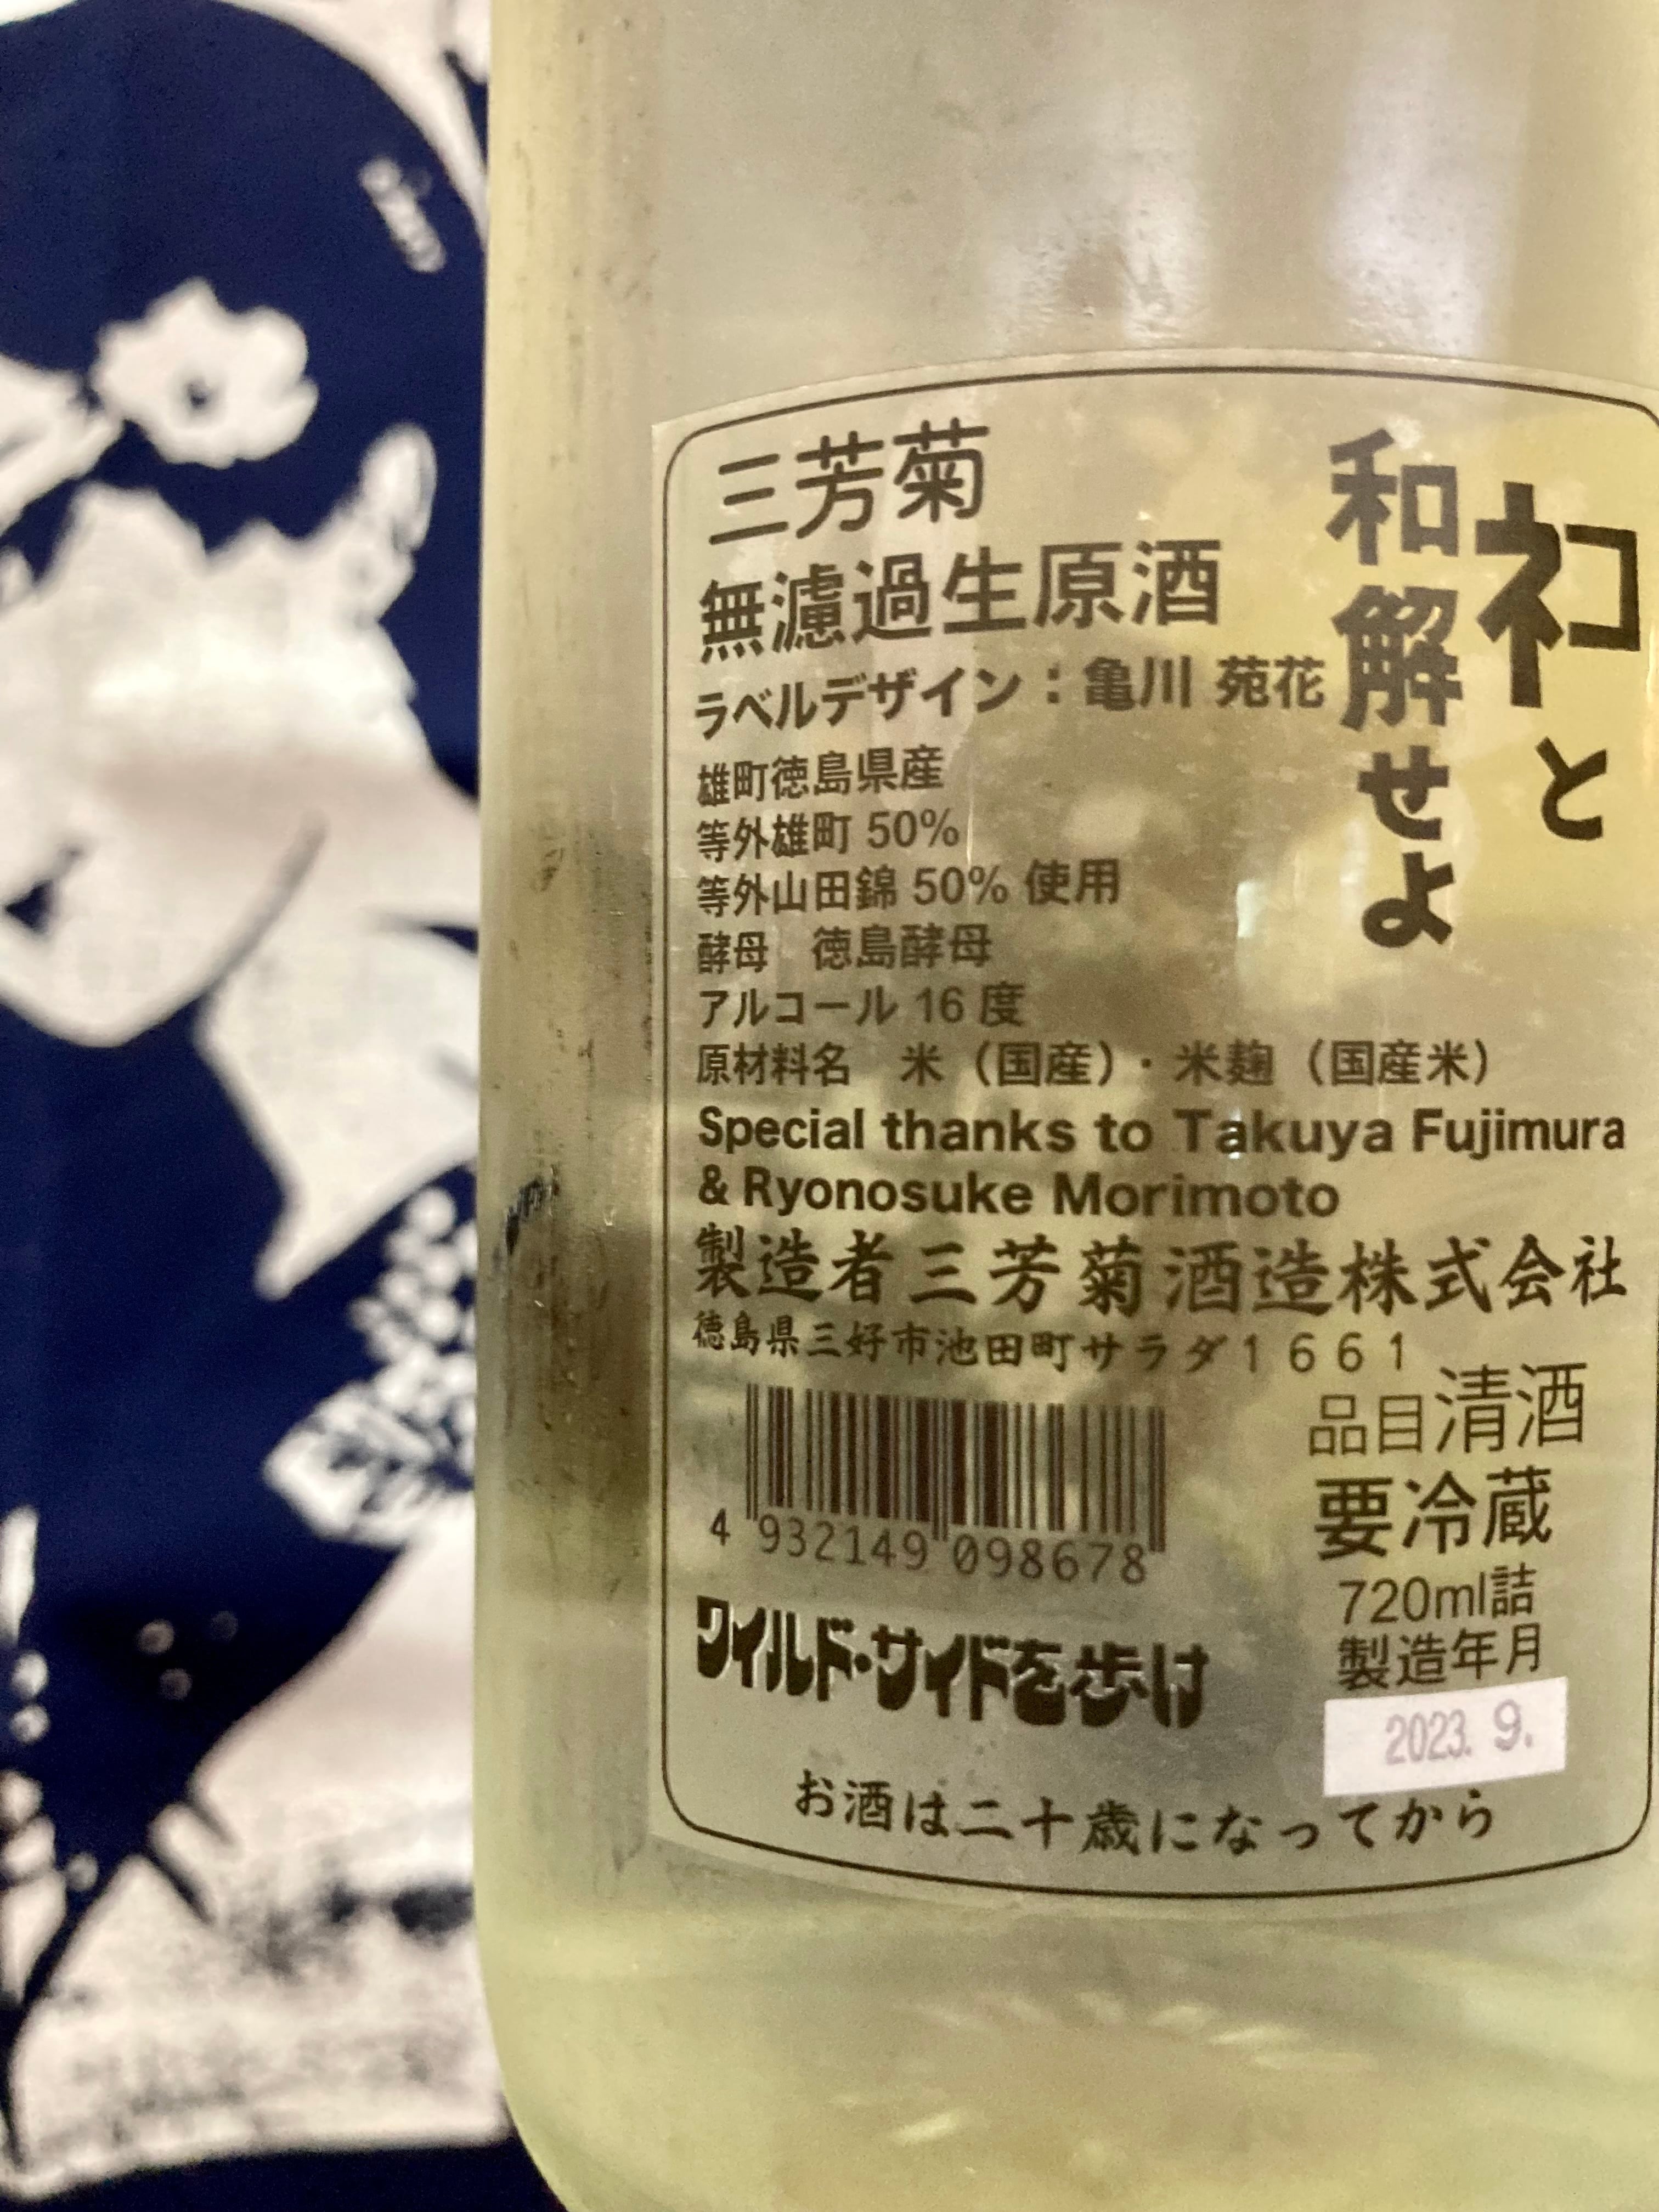 ネコと
和解せよ
三芳菊
無濾過生原酒
ラベルデザイン：亀川 苑花
雄町徳島県産
等外雄町 50%
等外山田錦 50% 使用
酵母　徳島酵母
アルコール 16 度
原材料名　米（国産）・米麹（国産米）
Special thanks to Takuya Fujimura
& Ryonosuke Morimoto
製造者 三芳菊酒造株式会社
徳島県三好市池田町サラダ１６６１
4 932149 098678
品目清酒
要冷蔵
720ml詰
製造年月
2023. 9.
ワイルド・サイドを歩け
お酒は二十歳になってから